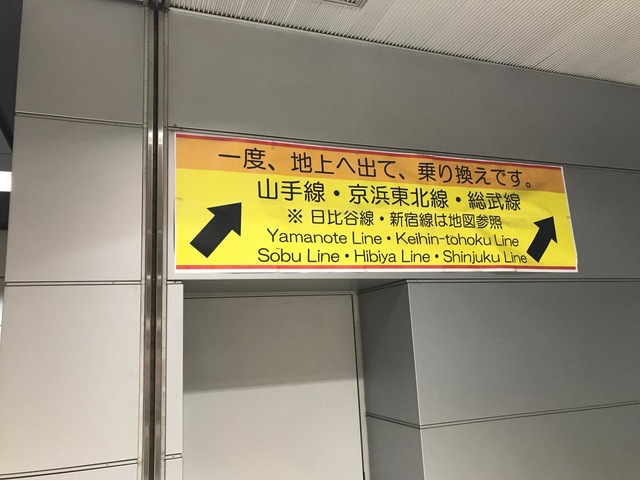 一度、地上へ出て、乗り換えです。
山手線・京浜東北線・総武線
※ 日比谷線・新宿線は地図参照
Yamanote Line・Keihin-tohoku Line
Sobu Line・Hibiya Line・Shinjuku Line